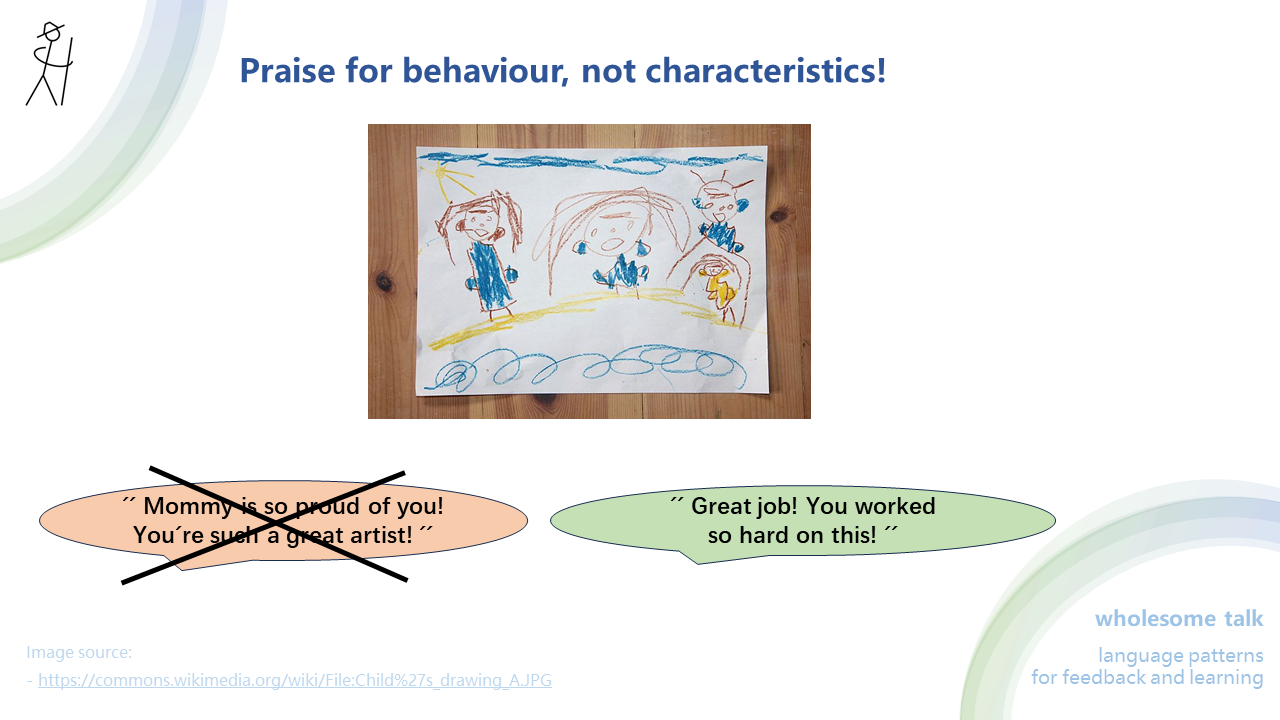 Praise for behaviour, not characteristics!
´´ Mommy is so proud of you!
You´re such a great artist! ´´
´´ Great job! You worked
so hard on this! ´´
wholesome talk
language patterns
for feedback and learning
Image source:
- https://commons.wikimedia.org/wiki/File:Child%27s_drawing_A.JPG